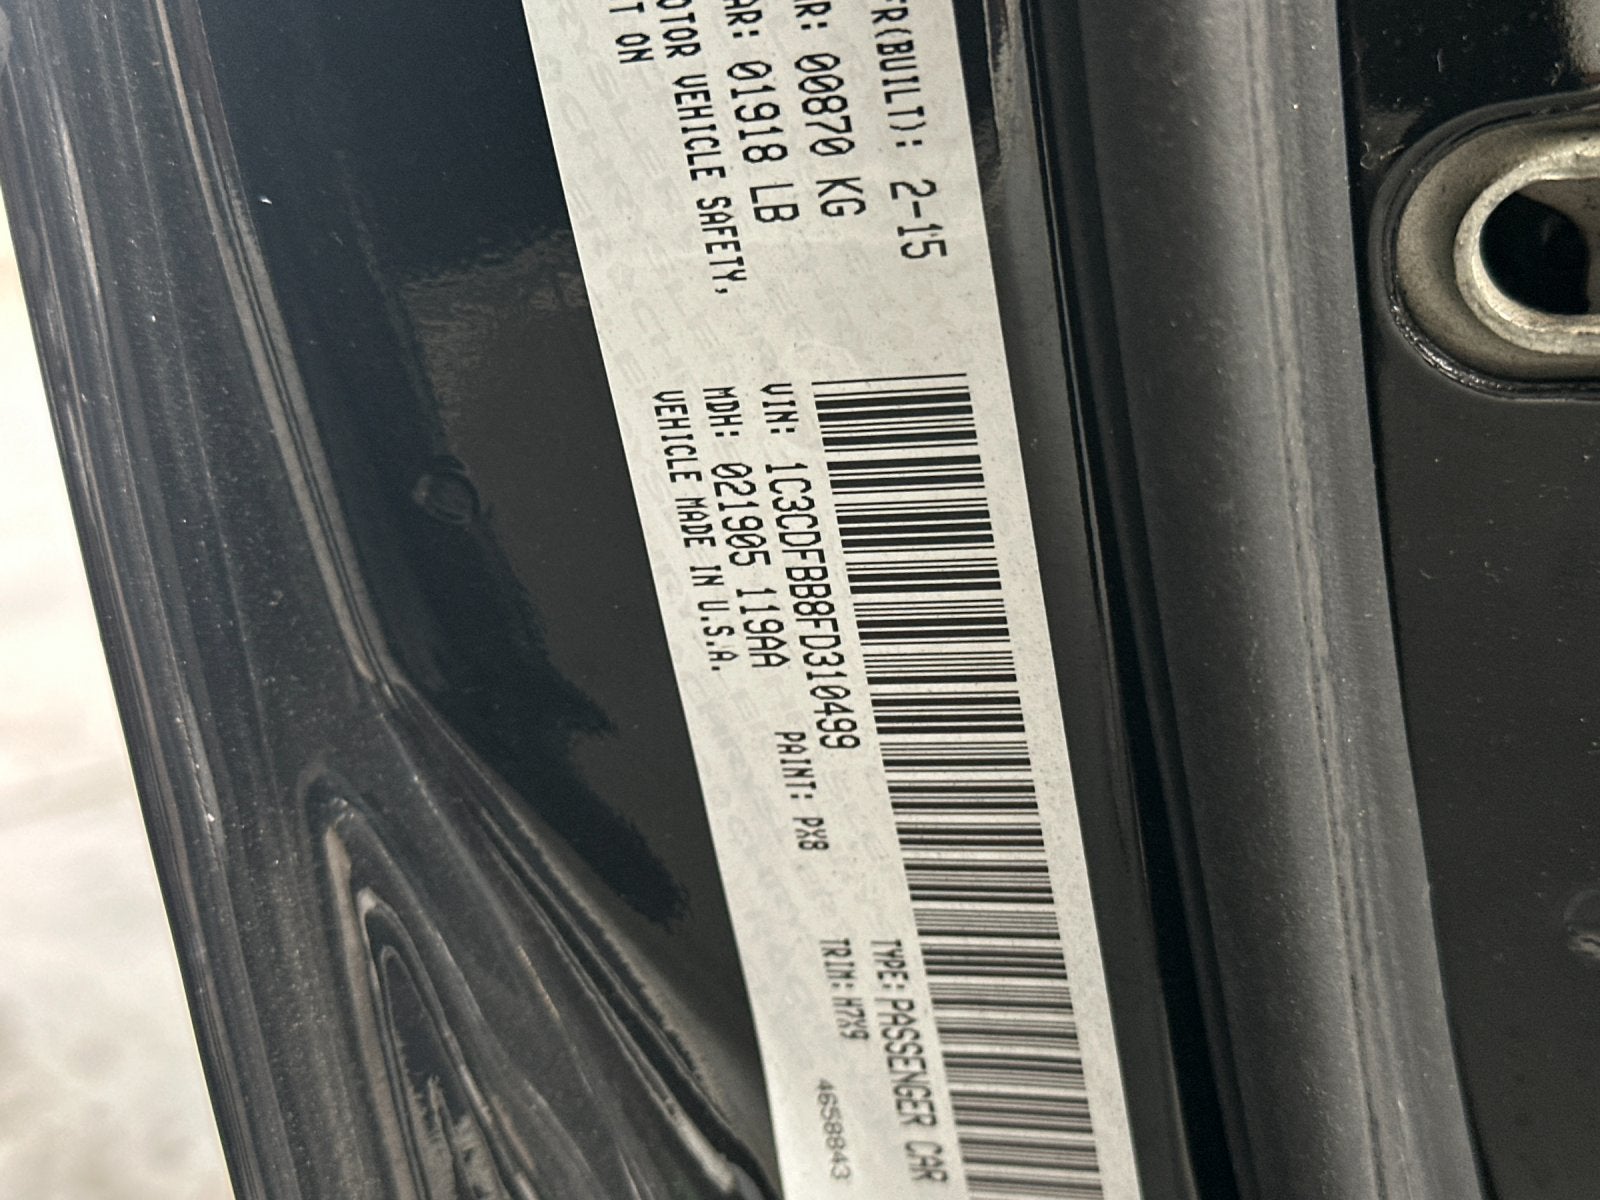 FR(BUILT): 2-15
R: 00870 KG
AR: 01918 LB
OTOR VEHICLE SAFETY,
T ON
VIN: 1C3CDFBB8FD310499
TYPE: PASSENGER CAR
MDH: 021905 119AA
PAINT: PX8
TRIM: H7X9
VEHICLE MADE IN U.S.A.
46588843